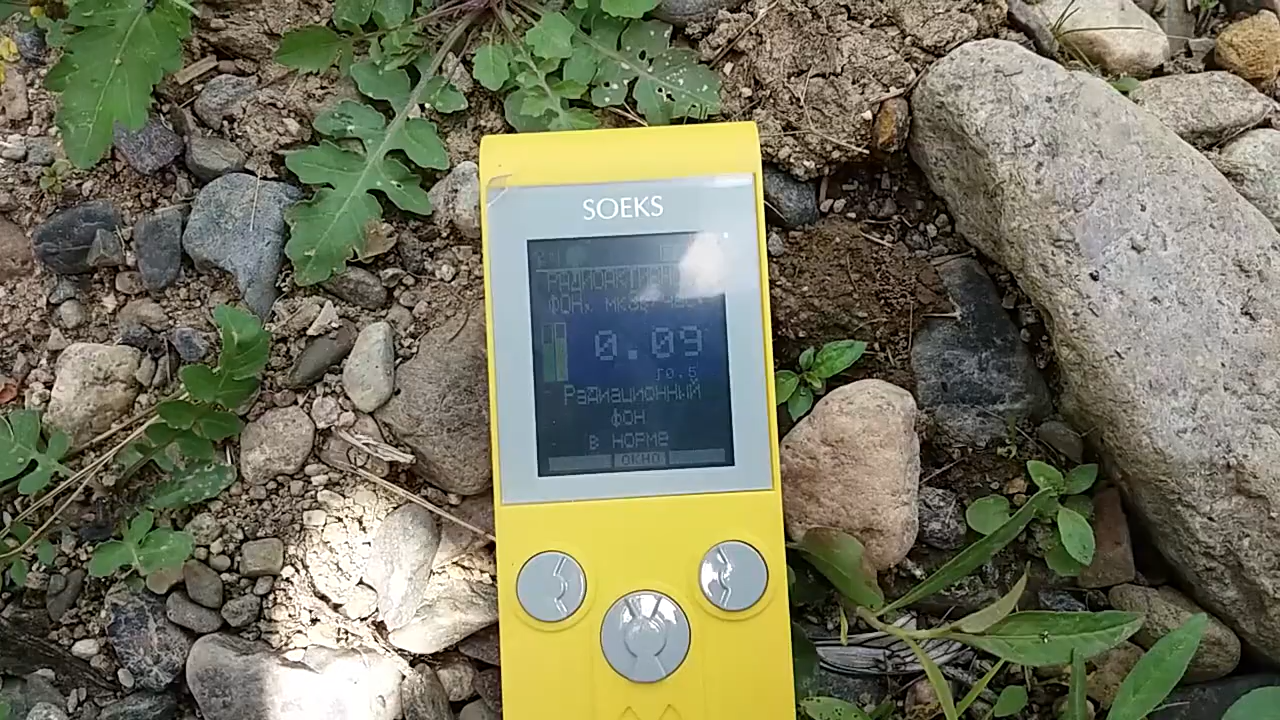 SOEKS
ФОН,
0.09
Радиационный
фон
в норме
ОКНО